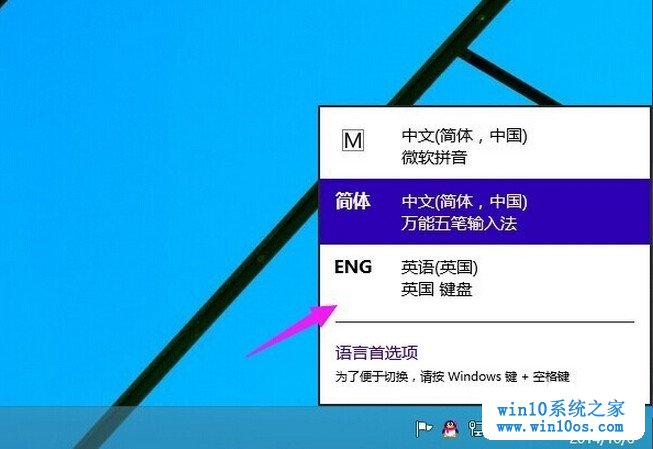 M
中文(简体，中国)
微软拼音
简体
中文(简体，中国)
万能五笔输入法
ENG
英语(英国)
英国 键盘
语言首选项
为了便于切换，请按 Windows 键 + 空格键
win10系统之家
www.win10os.com